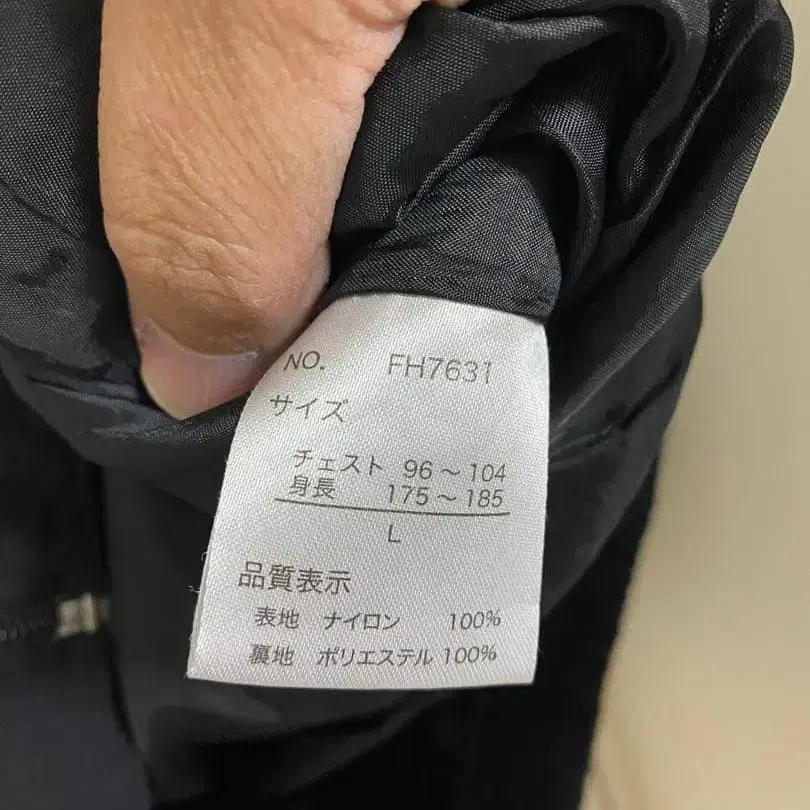 NO. FH7631
サイズ
チェスト 96～104
身長 175～185
L
品質表示
表地 ナイロン 100%
裏地 ポリエステル 100%